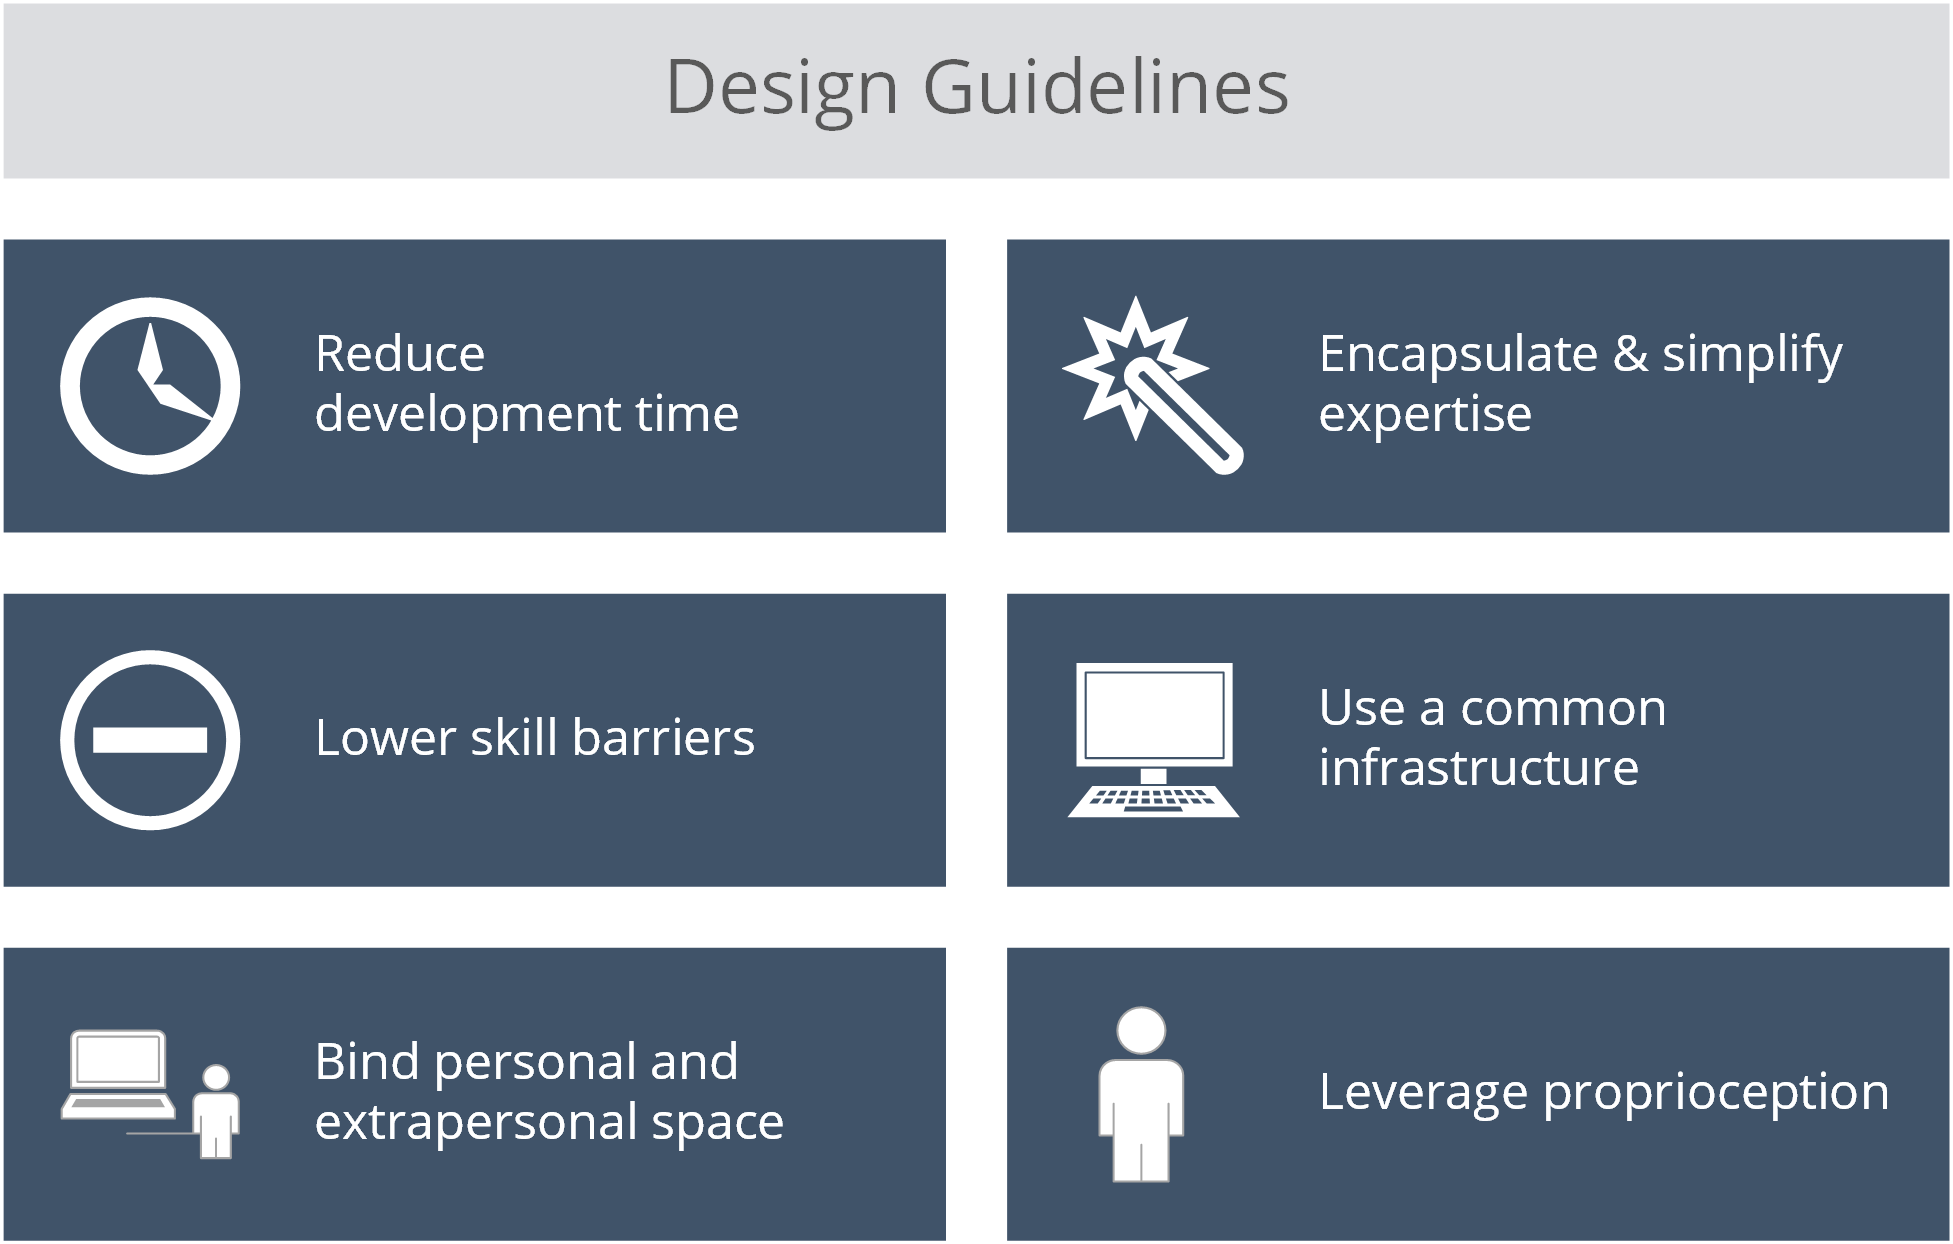 Design Guidelines
Reduce
development time
Encapsulate & simplify
expertise
Lower skill barriers
Use a common
infrastructure
Bind personal and
extrapersonal space
Leverage proprioception